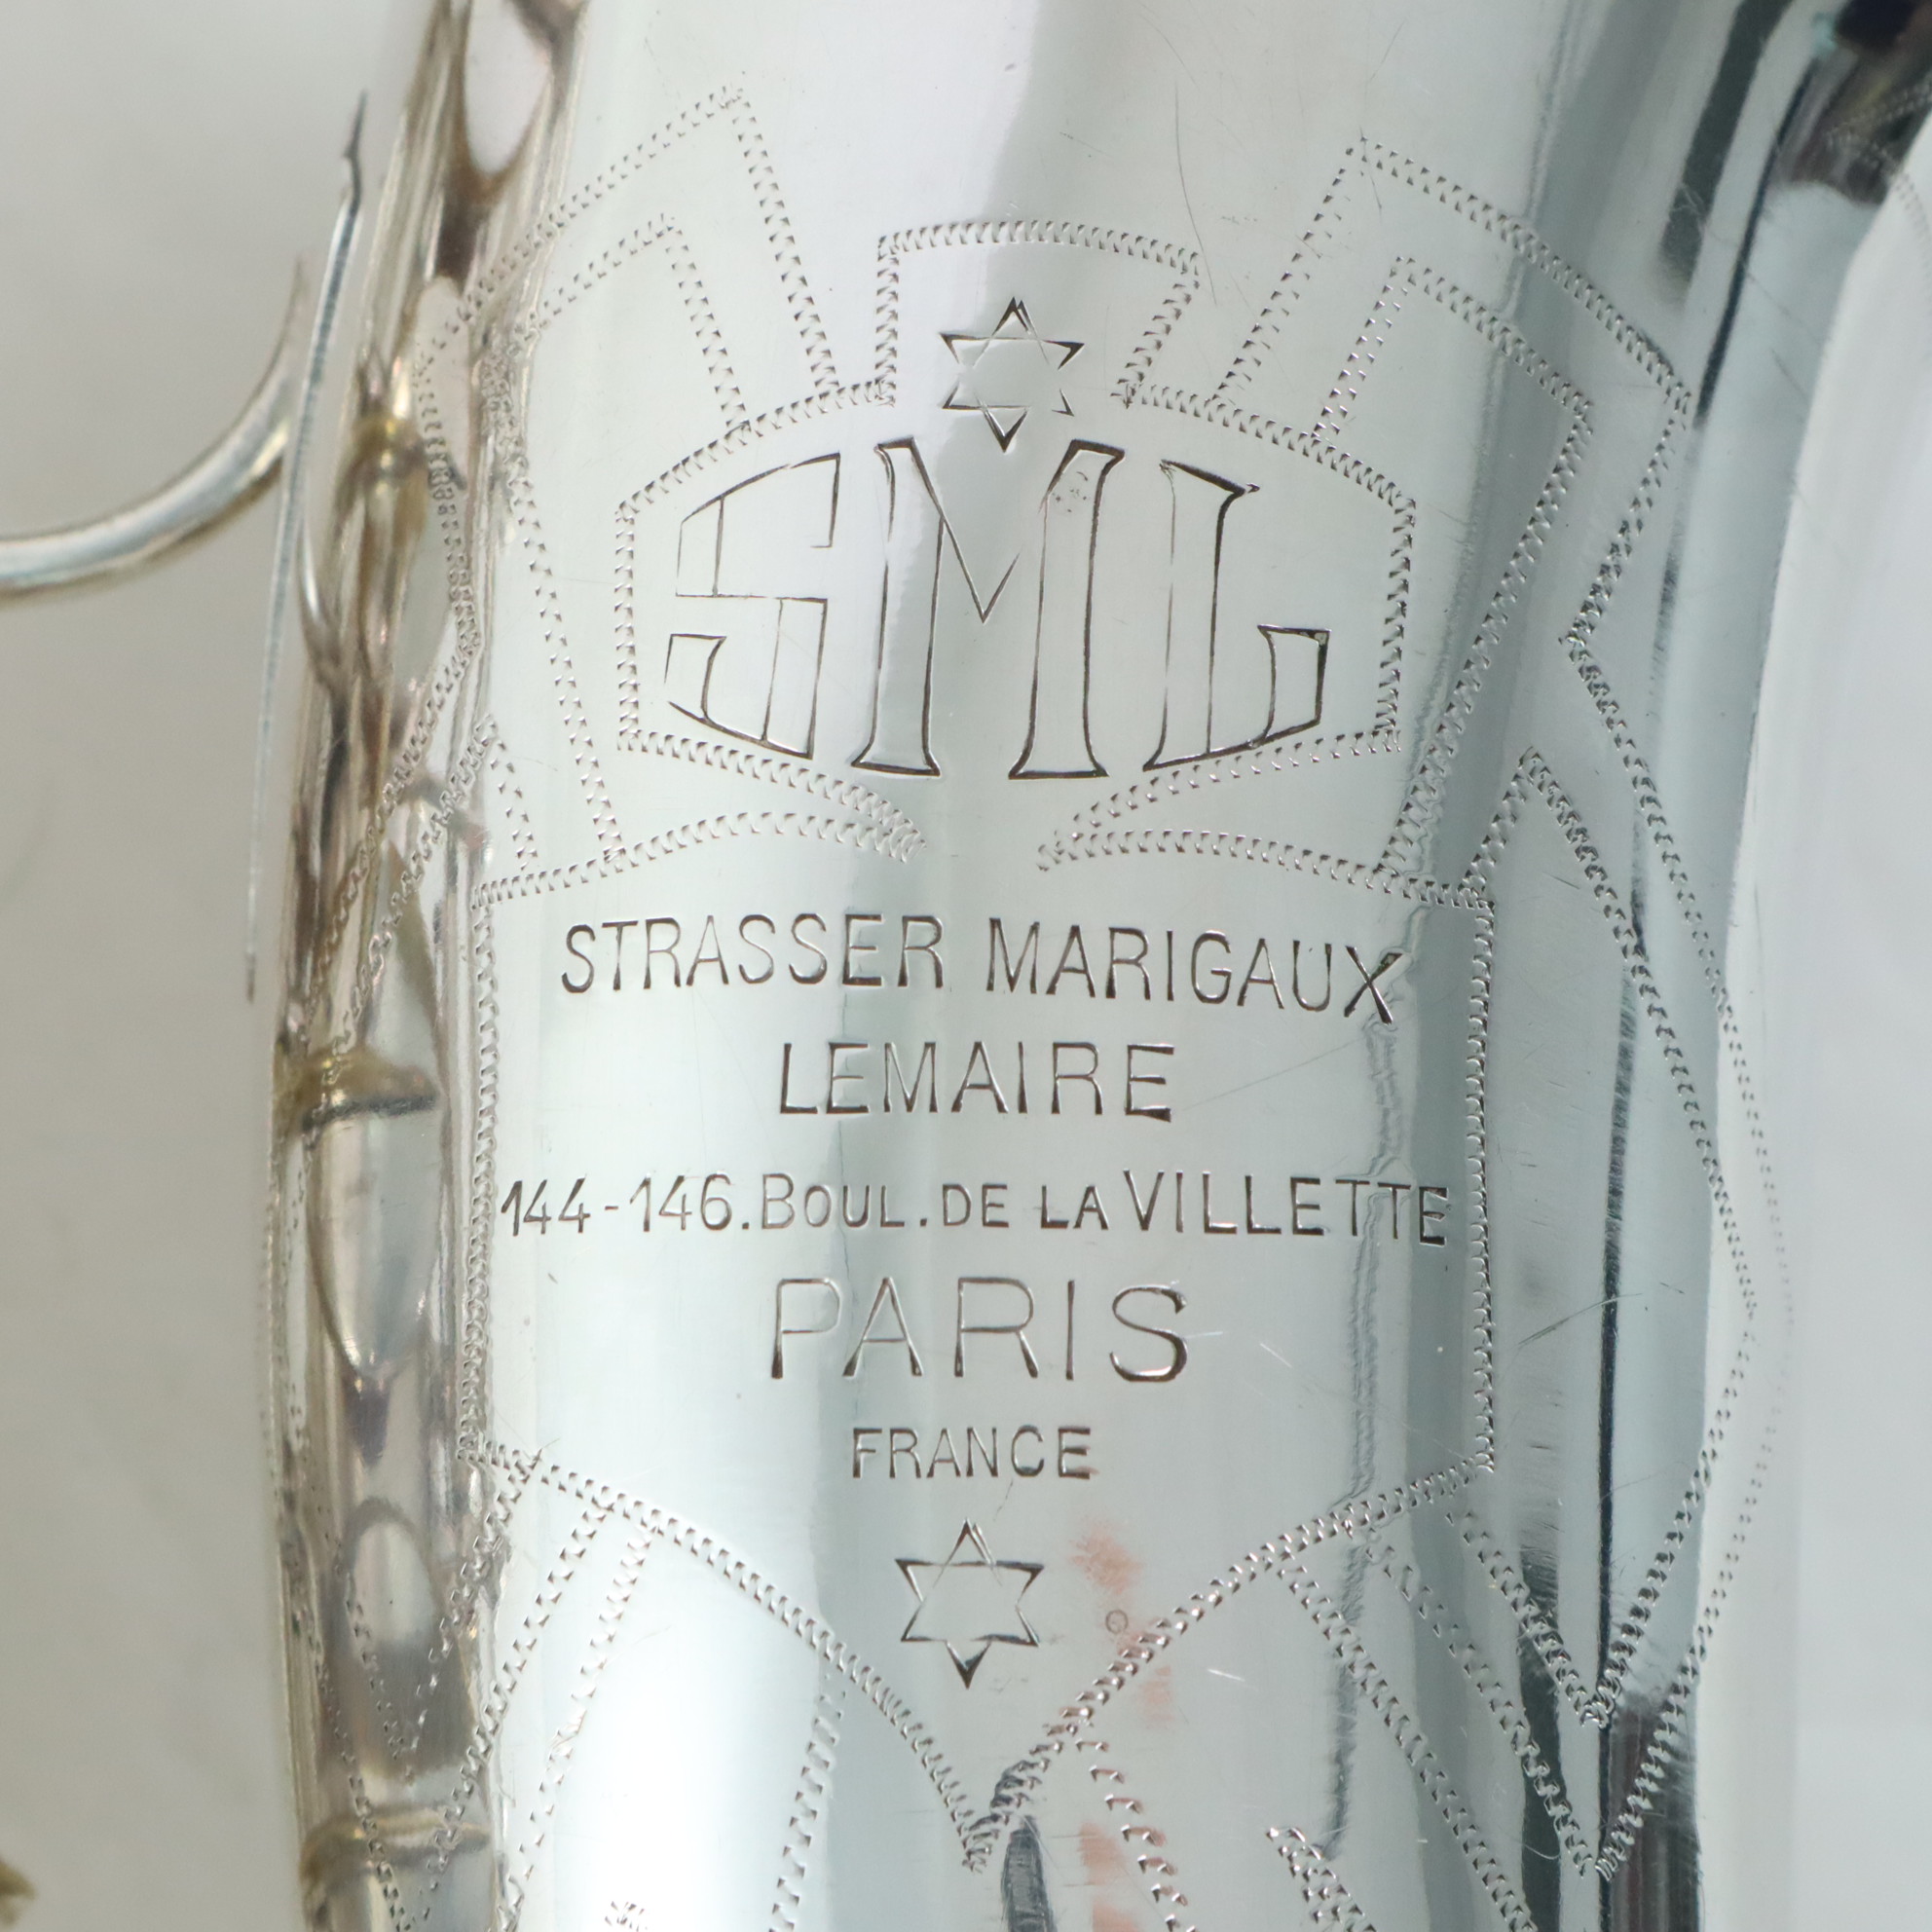 SML
STRASSER MARIGAUX
LEMAIRE
144-146.BOUL.DE LA VILLETTE
PARIS
FRANCE